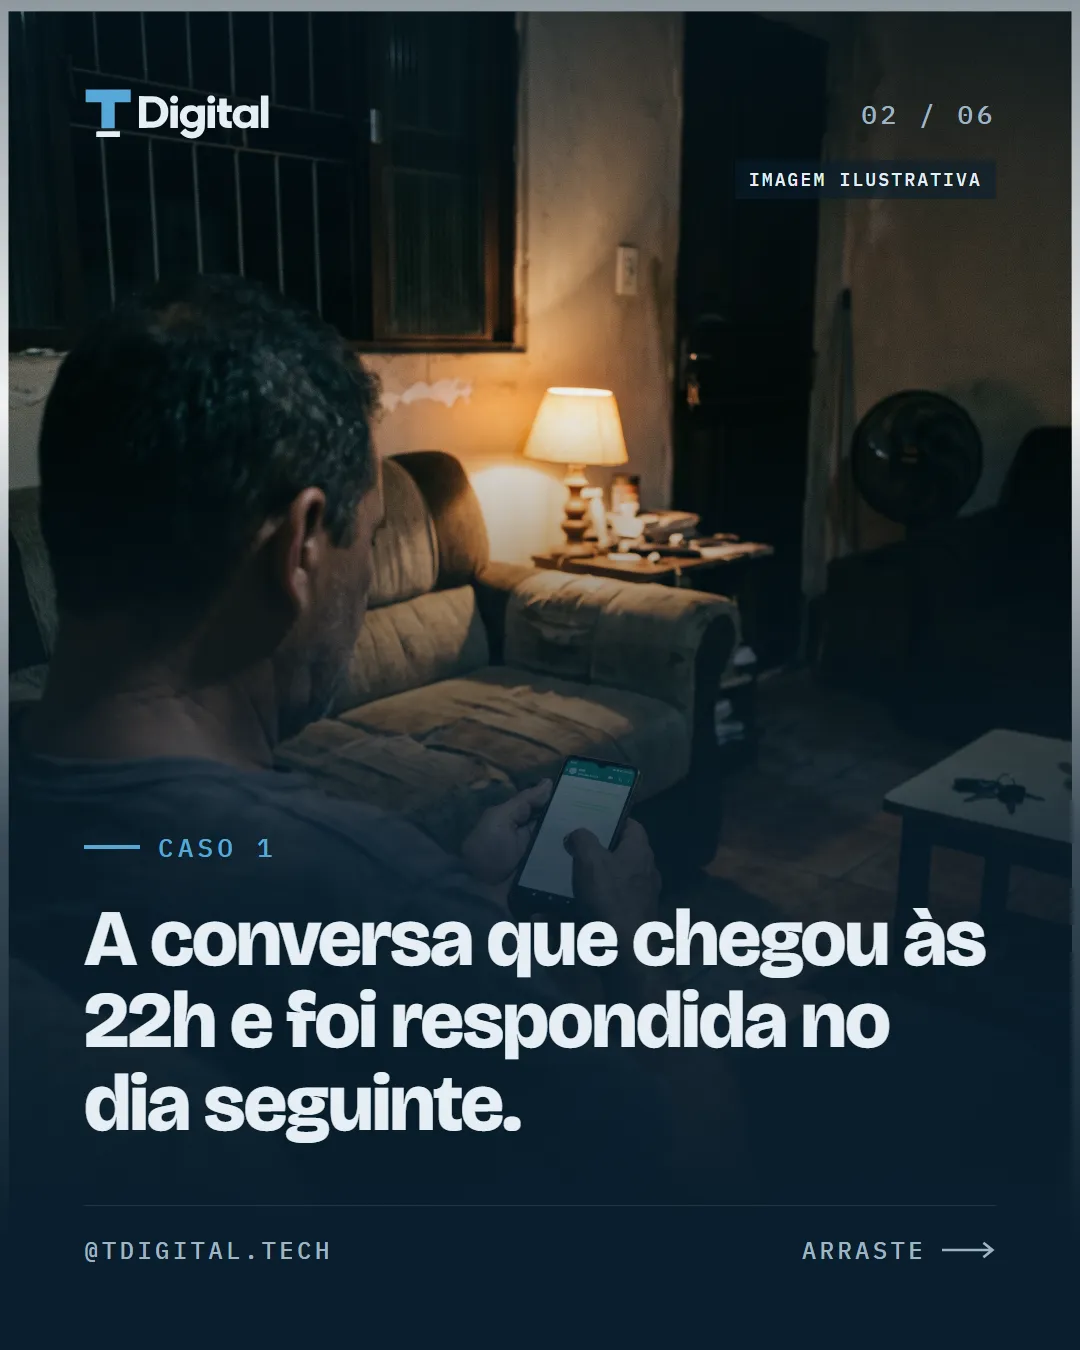 T Digital
02 / 06
IMAGEM ILUSTRATIVA
CASO 1
A conversa que chegou às
22h e foi respondida no
dia seguinte.
@TDIGITAL.TECH
ARRASTE